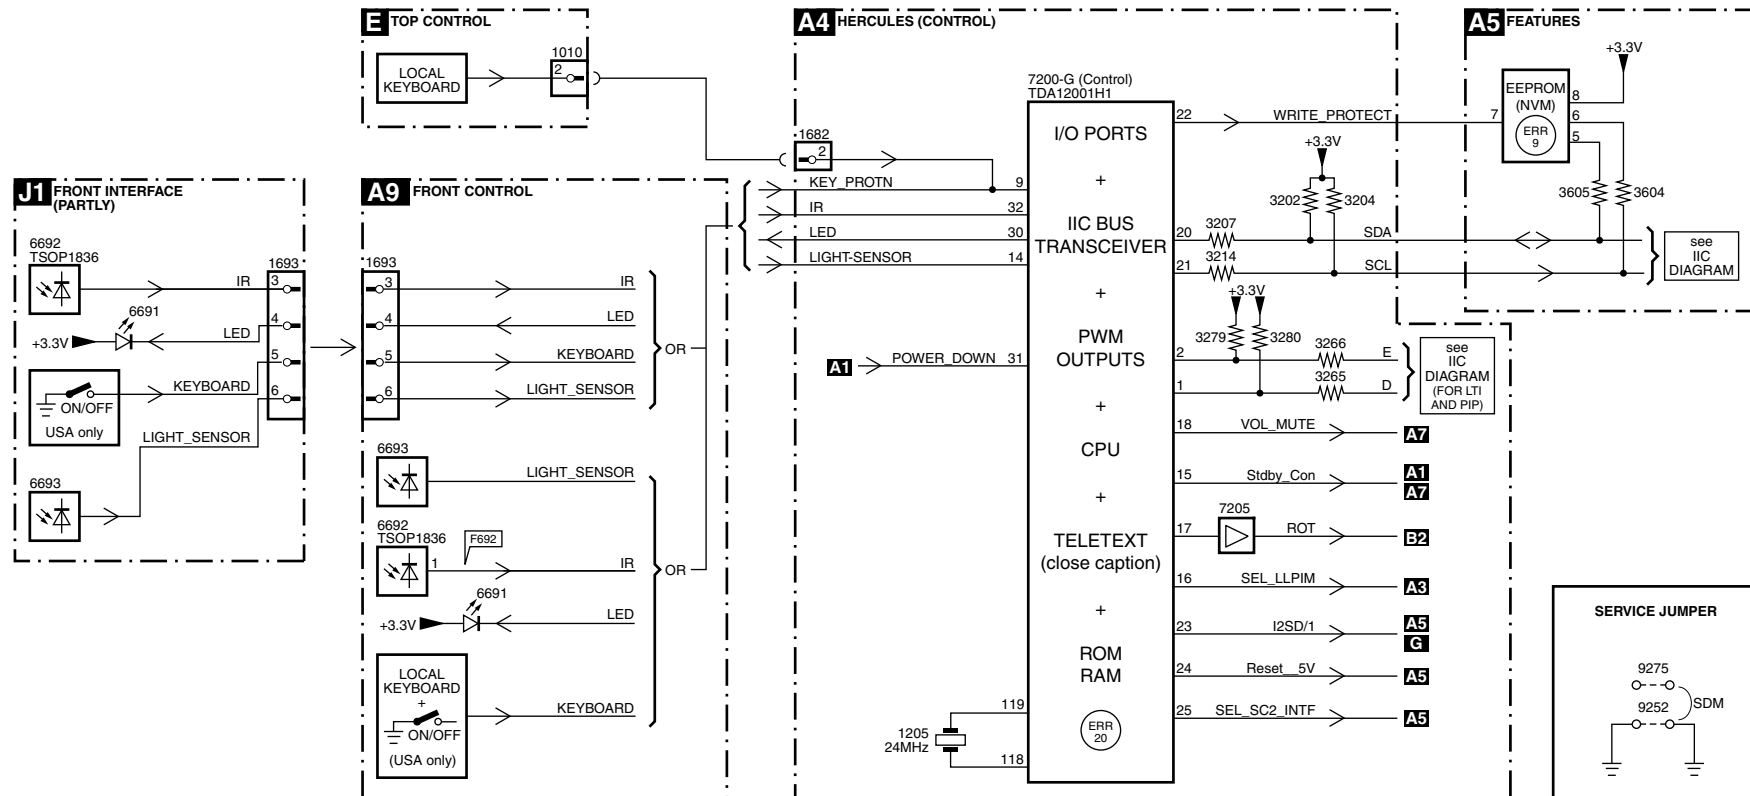 E TOP CONTROL
LOCAL
KEYBOARD
1010
2
A4 HERCULES (CONTROL)
7200-G (Control)
TDA12001H1
1682
2
KEY_PROTN 9
IR 32
LED 30
LIGHT-SENSOR 14
A1 POWER_DOWN 31
119
1205
24MHz
118
I/O PORTS
+
IIC BUS
TRANSCEIVER
+
PWM
OUTPUTS
+
CPU
+
TELETEXT
(close caption)
+
ROM
RAM
ERR
20
22 WRITE_PROTECT 7
+3.3V
3202 3204
20 3207 SDA
21 3214 SCL
+3.3V
3279 3280
2 3266 E
1 3265 D
see
IIC
DIAGRAM
(FOR LTI
AND PIP)
18 VOL_MUTE A7
15 Stdby_Con A1
A7
17 7205 ROT B2
16 SEL_LLPIM A3
23 I2SD/1 A5
G
24 Reset__5V A5
25 SEL_SC2_INTF A5
A5 FEATURES
+3.3V
EEPROM
(NVM)
ERR
9
8
6
5
3605 3604
see
IIC
DIAGRAM
J1 FRONT INTERFACE
(PARTLY)
6692
TSOP1836
1693
IR 3
6691
+3.3V LED 4
KEYBOARD 5
ON/OFF
USA only
6
LIGHT_SENSOR
6693
A9 FRONT CONTROL
1693
3 IR
4 LED
5 KEYBOARD
6 LIGHT_SENSOR
OR
6693
LIGHT_SENSOR
6692
TSOP1836
1 F692 IR
OR
6691
+3.3V LED
LOCAL
KEYBOARD
+
ON/OFF
(USA only)
KEYBOARD
SERVICE JUMPER
9275
9252
SDM